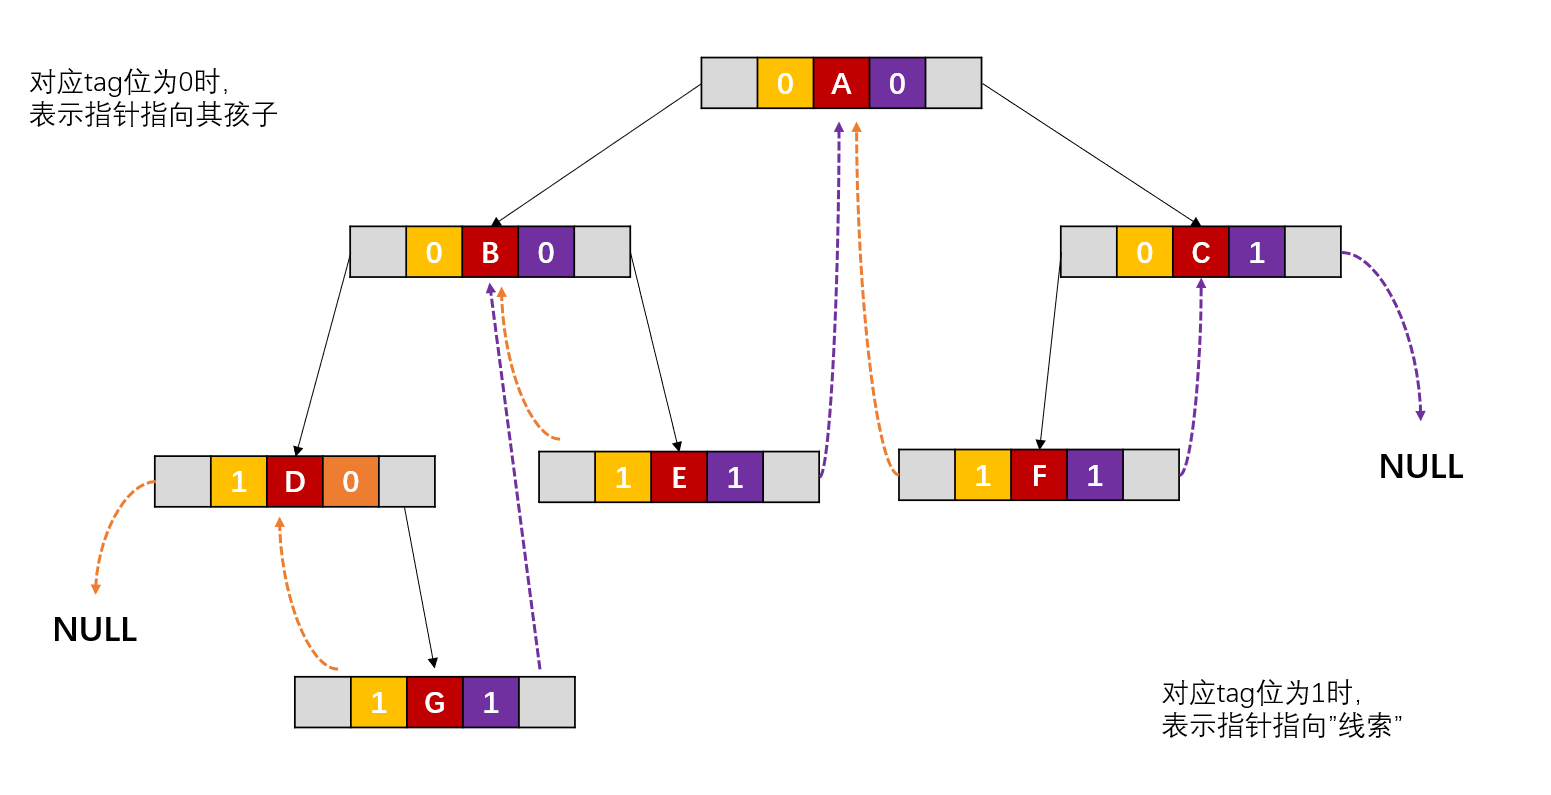 对应tag位为0时,
表示指针指向其孩子
0 A 0
0 B 0
0 C 1
1 D 0
1 E 1
1 F 1
NULL
NULL
1 G 1
对应tag位为1时,
表示指针指向”线索”